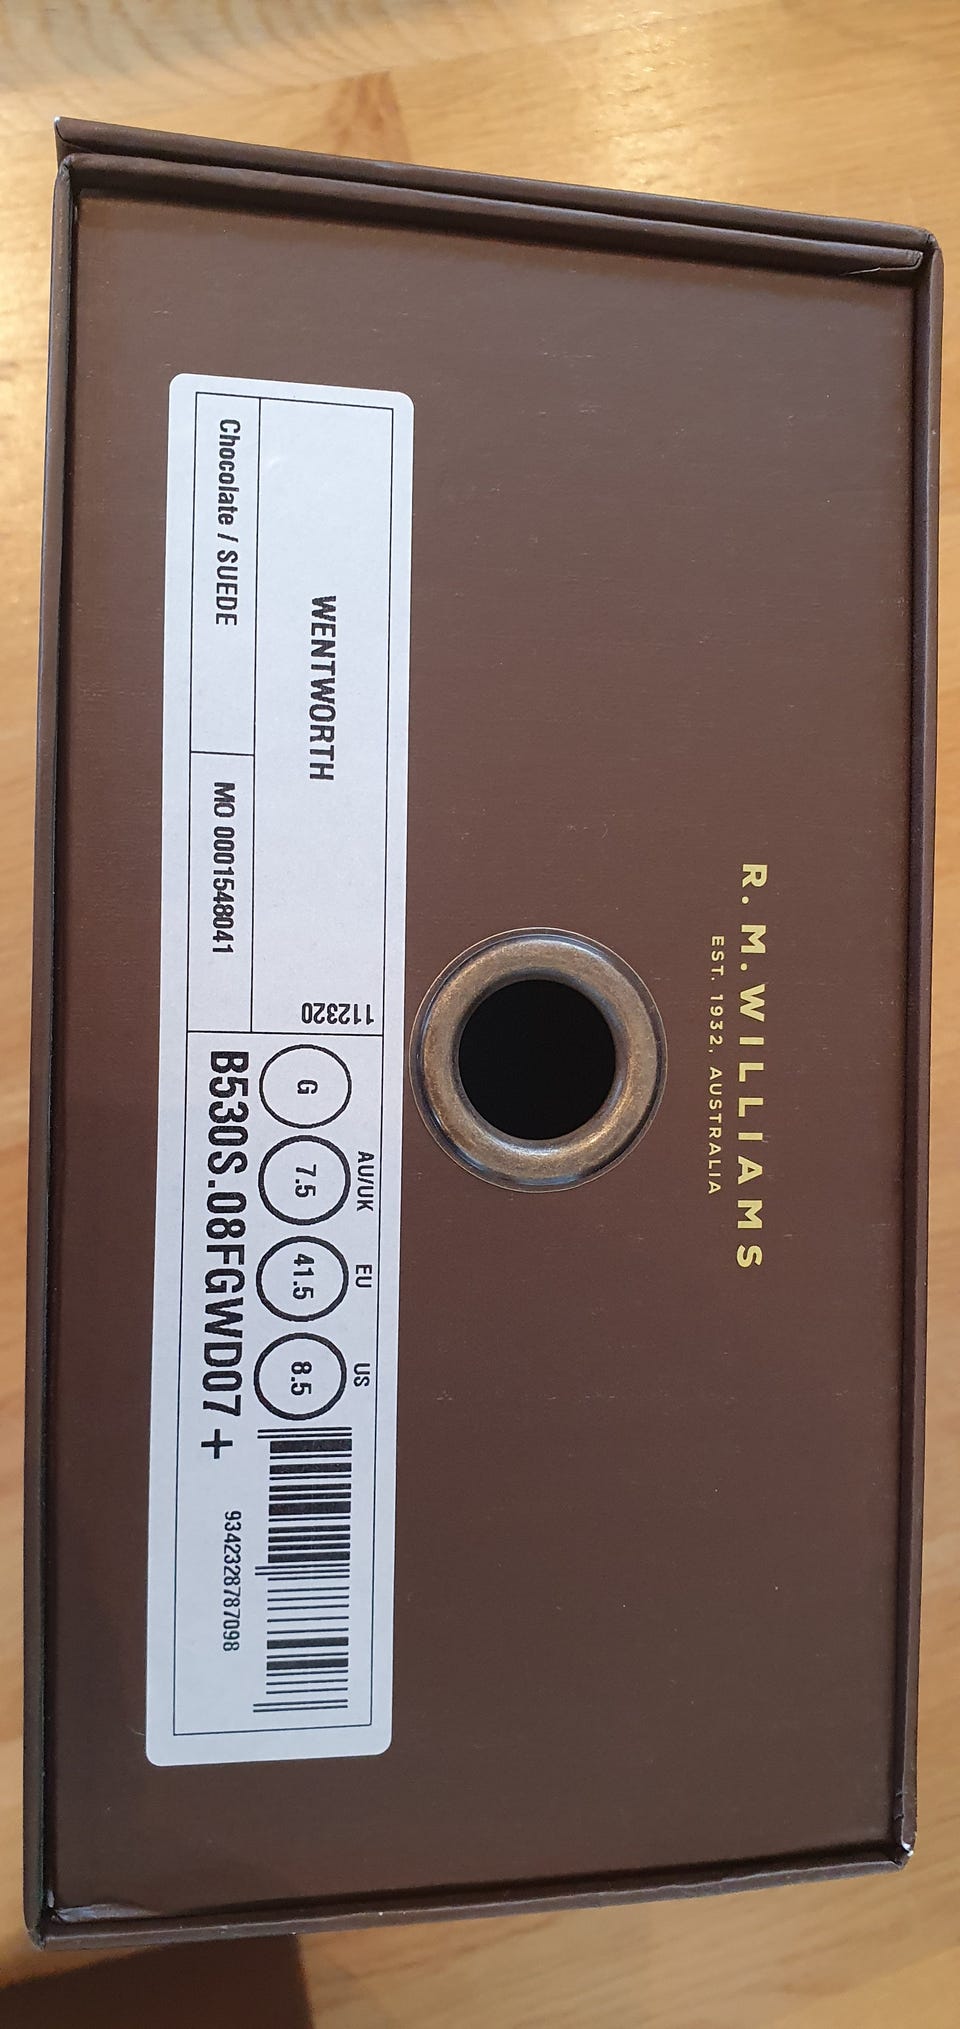 R.M.WILLIAMS
EST. 1932, AUSTRALIA
WENTWORTH
112320
Chocolate / SUEDE
MO 0001548041
AU/UK EU US
G 7.5 41.5 8.5
B530S.08FGWD07 +
9342328787098